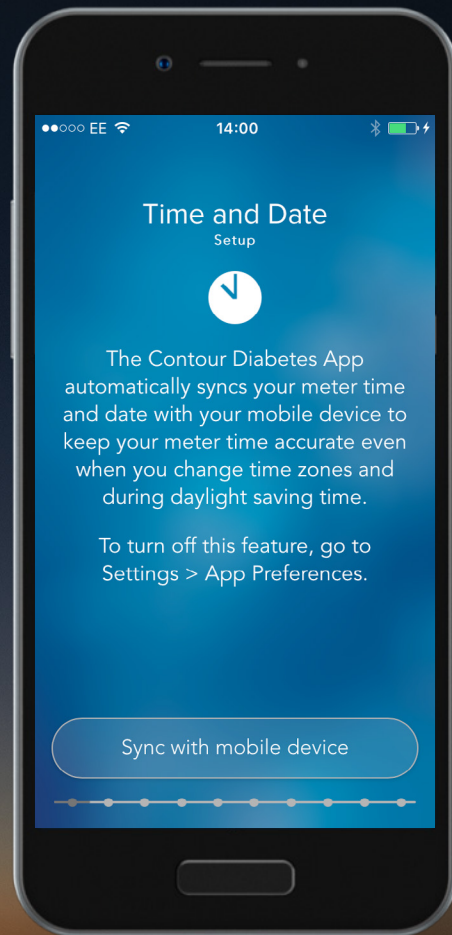 EE 14:00
Time and Date
Setup
The Contour Diabetes App
automatically syncs your meter time
and date with your mobile device to
keep your meter time accurate even
when you change time zones and
during daylight saving time.
To turn off this feature, go to
Settings > App Preferences.
Sync with mobile device